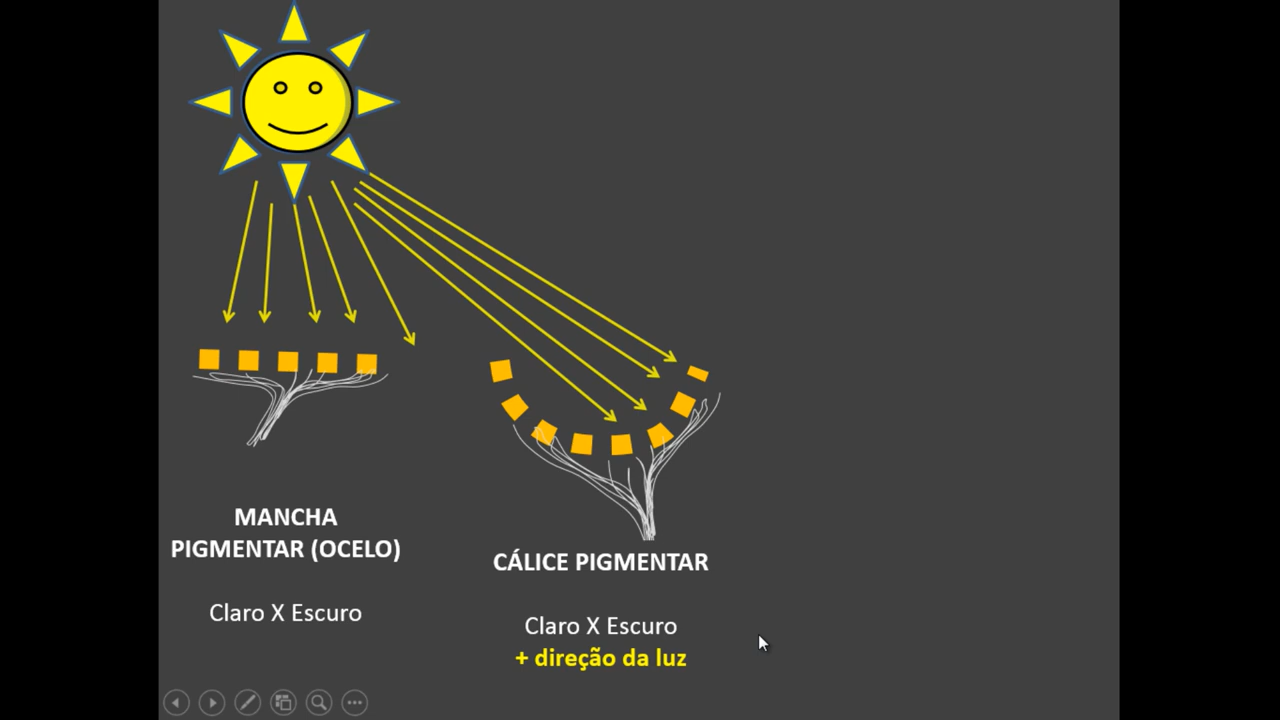 MANCHA
PIGMENTAR (OCELO)
Claro X Escuro
CÁLICE PIGMENTAR
Claro X Escuro
+ direção da luz